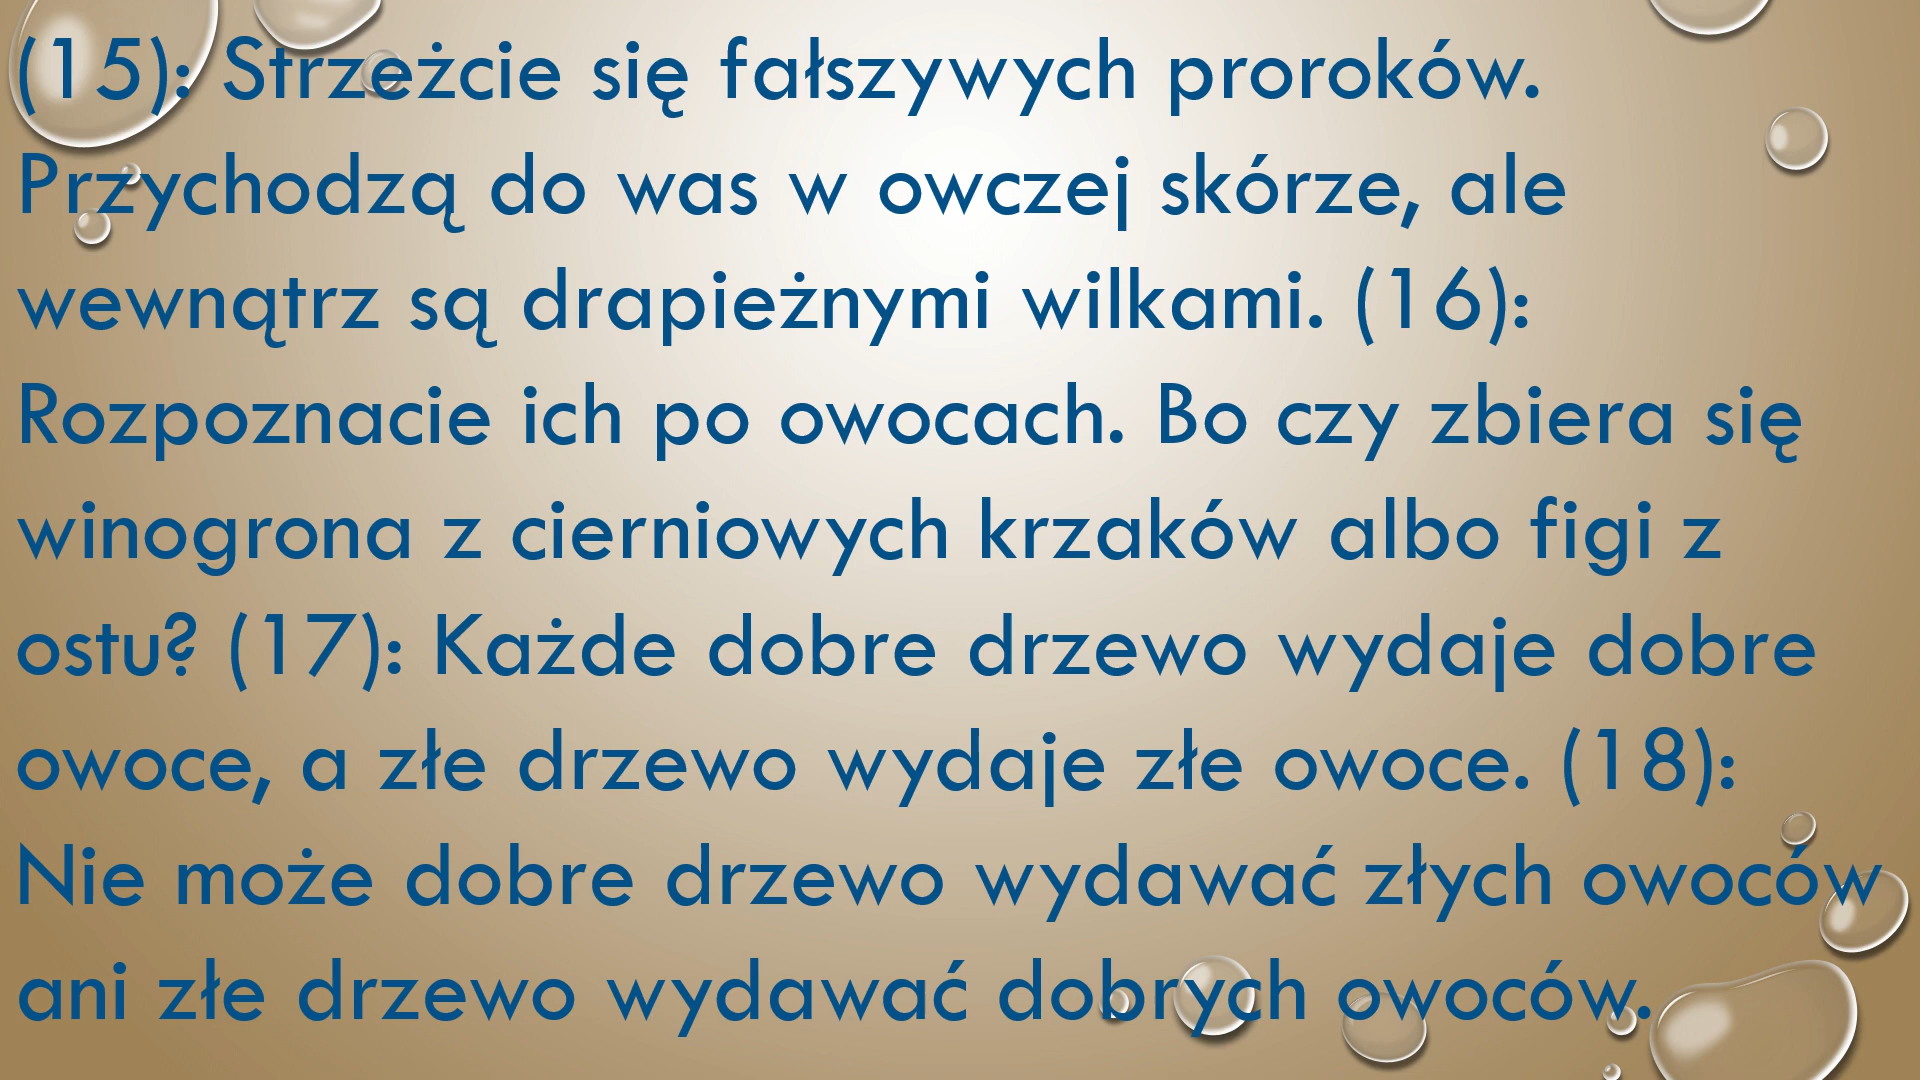 (15): Strzeżcie się fałszywych proroków.
Przychodzą do was w owczej skórze, ale
wewnątrz są drapieżnymi wilkami. (16):
Rozpoznacie ich po owocach. Bo czy zbiera się
winogrona z cierniowych krzaków albo figi z
ostu? (17): Każde dobre drzewo wydaje dobre
owoce, a złe drzewo wydaje złe owoce. (18):
Nie może dobre drzewo wydawać złych owoców
ani złe drzewo wydawać dobrych owoców.